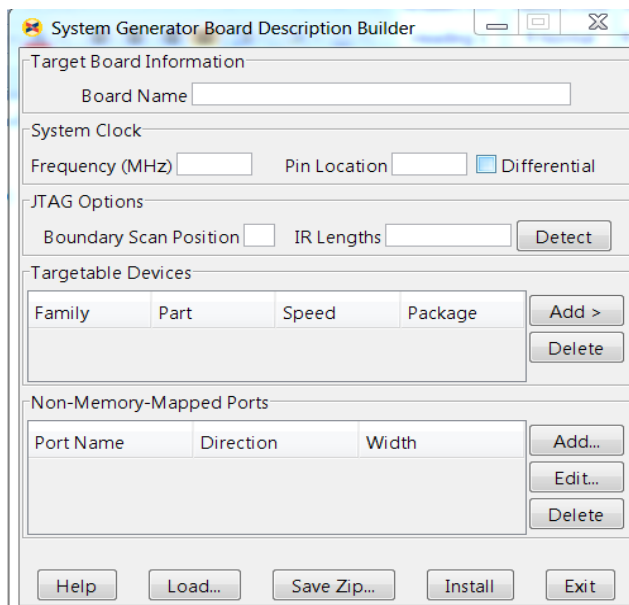 System Generator Board Description Builder
Target Board Information
Board Name
System Clock
Frequency (MHz) Pin Location Differential
JTAG Options
Boundary Scan Position IR Lengths Detect
Targetable Devices
Family Part Speed Package Add >
Delete
Non-Memory-Mapped Ports
Port Name Direction Width Add...
Edit...
Delete
Help Load... Save Zip... Install Exit